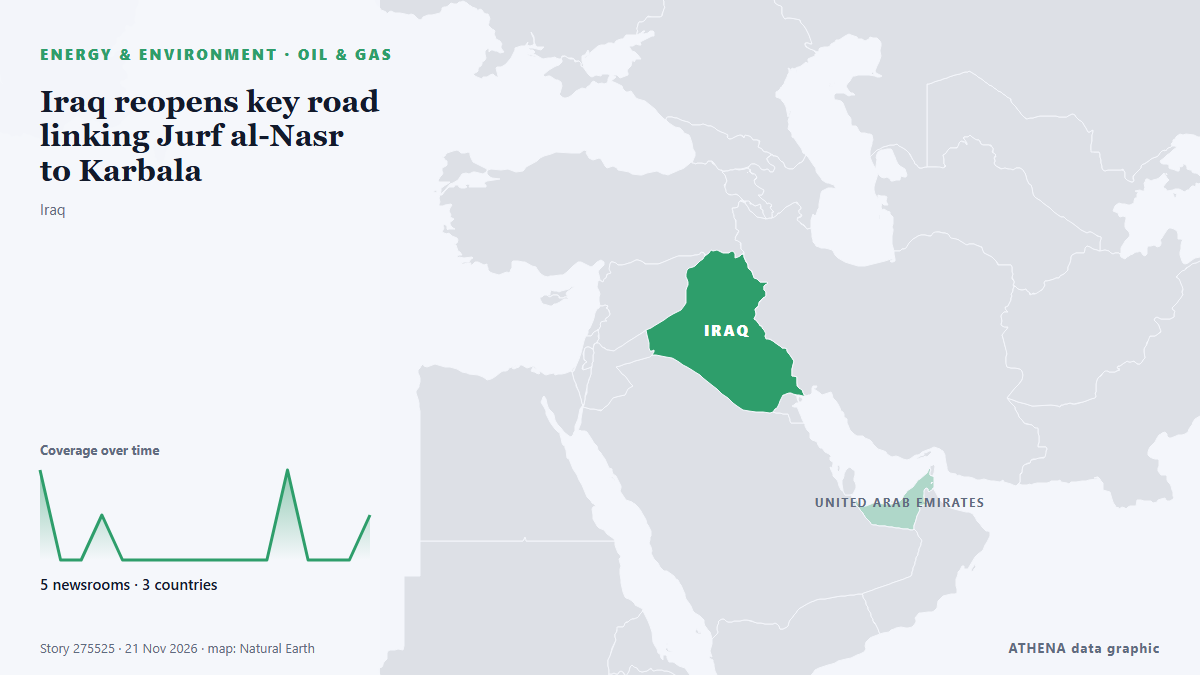 ENERGY & ENVIRONMENT · OIL & GAS
Iraq reopens key road
linking Jurf al-Nasr
to Karbala
Iraq
IRAQ
UNITED ARAB EMIRATES
Coverage over time
5 newsrooms · 3 countries
Story 275525 · 21 Nov 2026 · map: Natural Earth
ATHENA data graphic